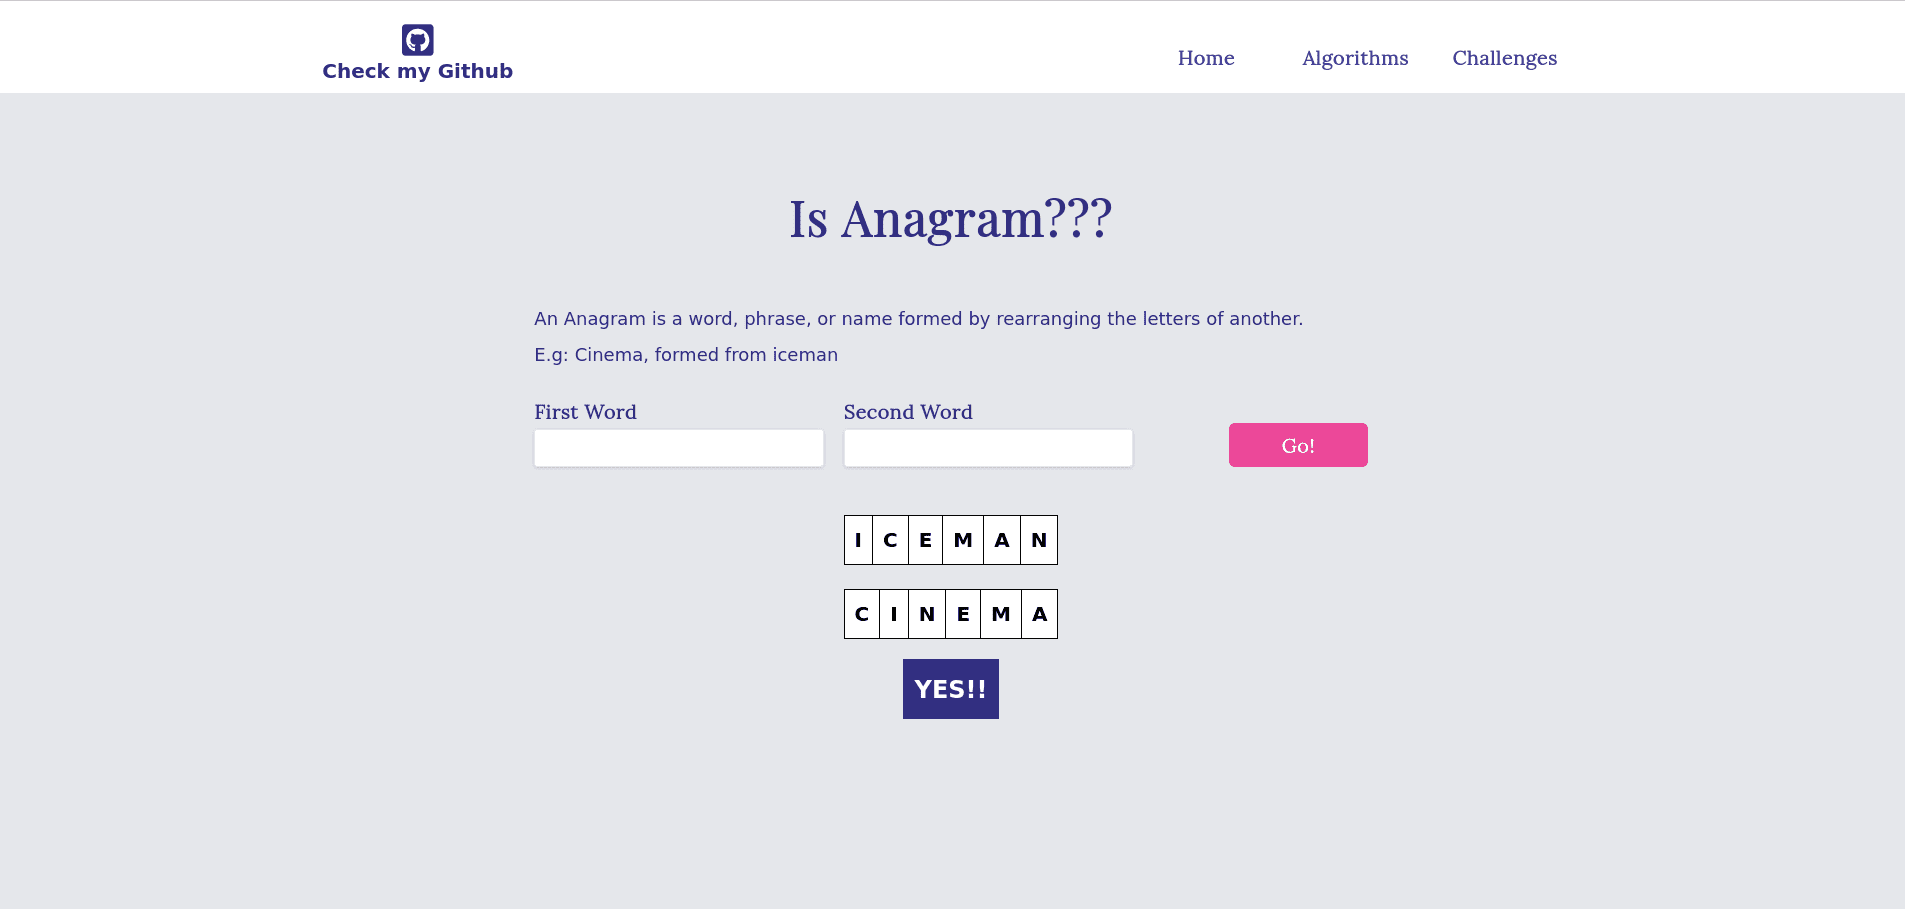 Check my Github
Home Algorithms Challenges
Is Anagram???
An Anagram is a word, phrase, or name formed by rearranging the letters of another.
E.g: Cinema, formed from iceman
First Word Second Word
Go!
I C E M A N
C I N E M A
YES!!